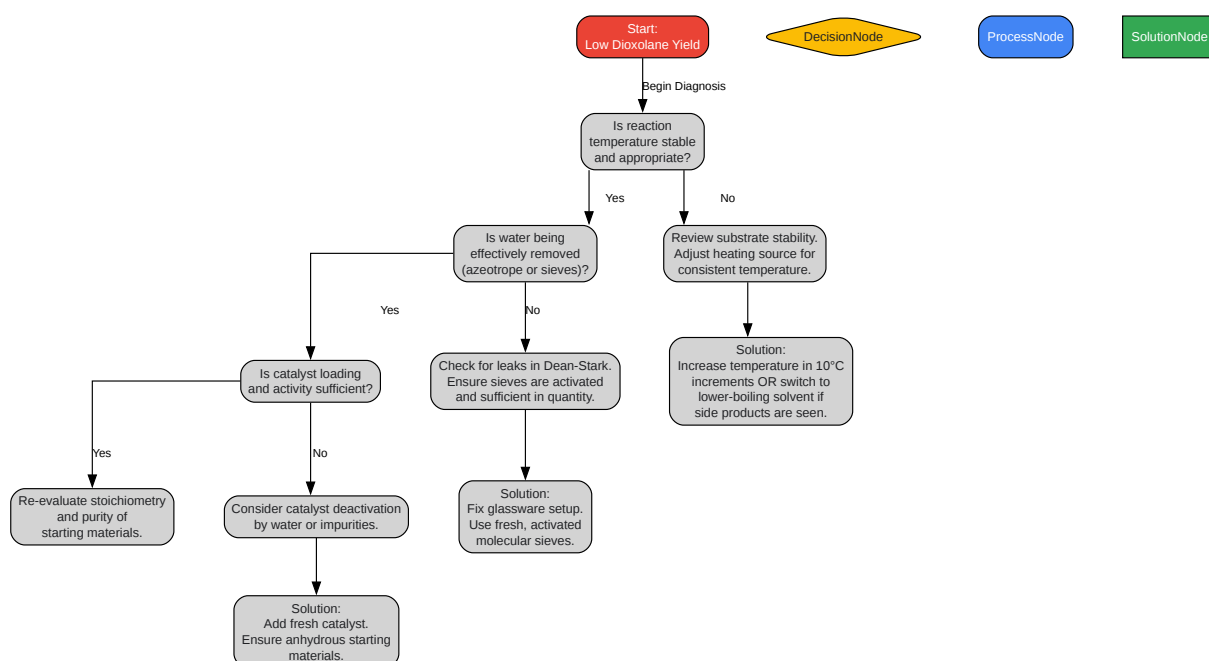 Start:
Low Dioxolane Yield
DecisionNode
ProcessNode
SolutionNode
Begin Diagnosis
Is reaction
temperature stable
and appropriate?
Yes
No
Is water being
effectively removed
(azeotrope or sieves)?
Review substrate stability.
Adjust heating source for
consistent temperature.
Yes
No
Is catalyst loading
and activity sufficient?
Check for leaks in Dean-Stark.
Ensure sieves are activated
and sufficient in quantity.
Solution:
Increase temperature in 10°C
increments OR switch to
lower-boiling solvent if
side products are seen.
Yes
No
Re-evaluate stoichiometry
and purity of
starting materials.
Consider catalyst deactivation
by water or impurities.
Solution:
Fix glassware setup.
Use fresh, activated
molecular sieves.
Solution:
Add fresh catalyst.
Ensure anhydrous starting
materials.